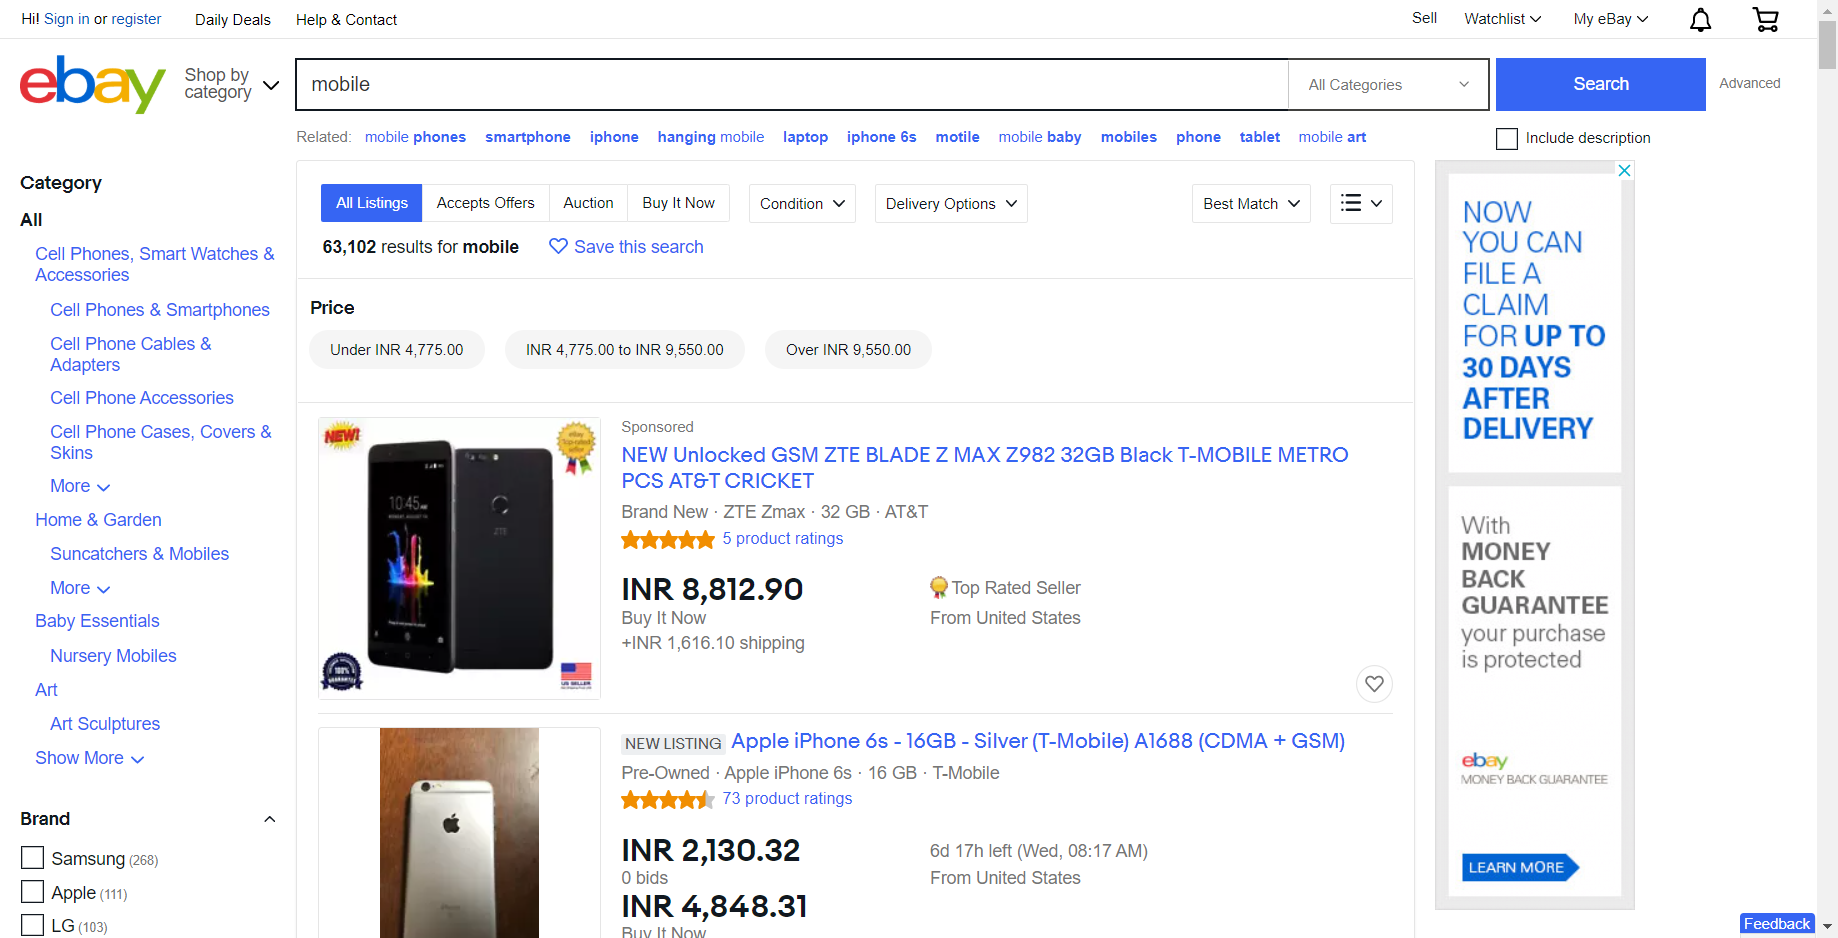 Hi! Sign in or register
Daily Deals
Help & Contact
Sell
Watchlist
My eBay
ebay
Shop by
category
mobile
All Categories
Search
Advanced
Related: mobile phones smartphone iphone hanging mobile laptop iphone 6s motile mobile baby mobiles phone tablet mobile art
Include description
Category
All
Cell Phones, Smart Watches &
Accessories
Cell Phones & Smartphones
Cell Phone Cables &
Adapters
Cell Phone Accessories
Cell Phone Cases, Covers &
Skins
More
Home & Garden
Suncatchers & Mobiles
More
Baby Essentials
Nursery Mobiles
Art
Art Sculptures
Show More
Brand
Samsung (268)
Apple (111)
LG (103)
All Listings
Accepts Offers
Auction
Buy It Now
Condition
Delivery Options
Best Match
63,102 results for mobile
Save this search
Price
Under INR 4,775.00
INR 4,775.00 to INR 9,550.00
Over INR 9,550.00
NEW!
ebay
Top-rated
seller
10:45
ZTE
100%
US SELLER
Sponsored
NEW Unlocked GSM ZTE BLADE Z MAX Z982 32GB Black T-MOBILE METRO
PCS AT&T CRICKET
Brand New · ZTE Zmax · 32 GB · AT&T
5 product ratings
INR 8,812.90
Buy It Now
+INR 1,616.10 shipping
Top Rated Seller
From United States
NEW LISTING Apple iPhone 6s - 16GB - Silver (T-Mobile) A1688 (CDMA + GSM)
Pre-Owned · Apple iPhone 6s · 16 GB · T-Mobile
73 product ratings
INR 2,130.32
0 bids
INR 4,848.31
Buy It Now
6d 17h left (Wed, 08:17 AM)
From United States
iPhone
NOW
YOU CAN
FILE A
CLAIM
FOR UP TO
30 DAYS
AFTER
DELIVERY
With
MONEY
BACK
GUARANTEE
your purchase
is protected
ebay
MONEY BACK GUARANTEE
LEARN MORE
Feedback